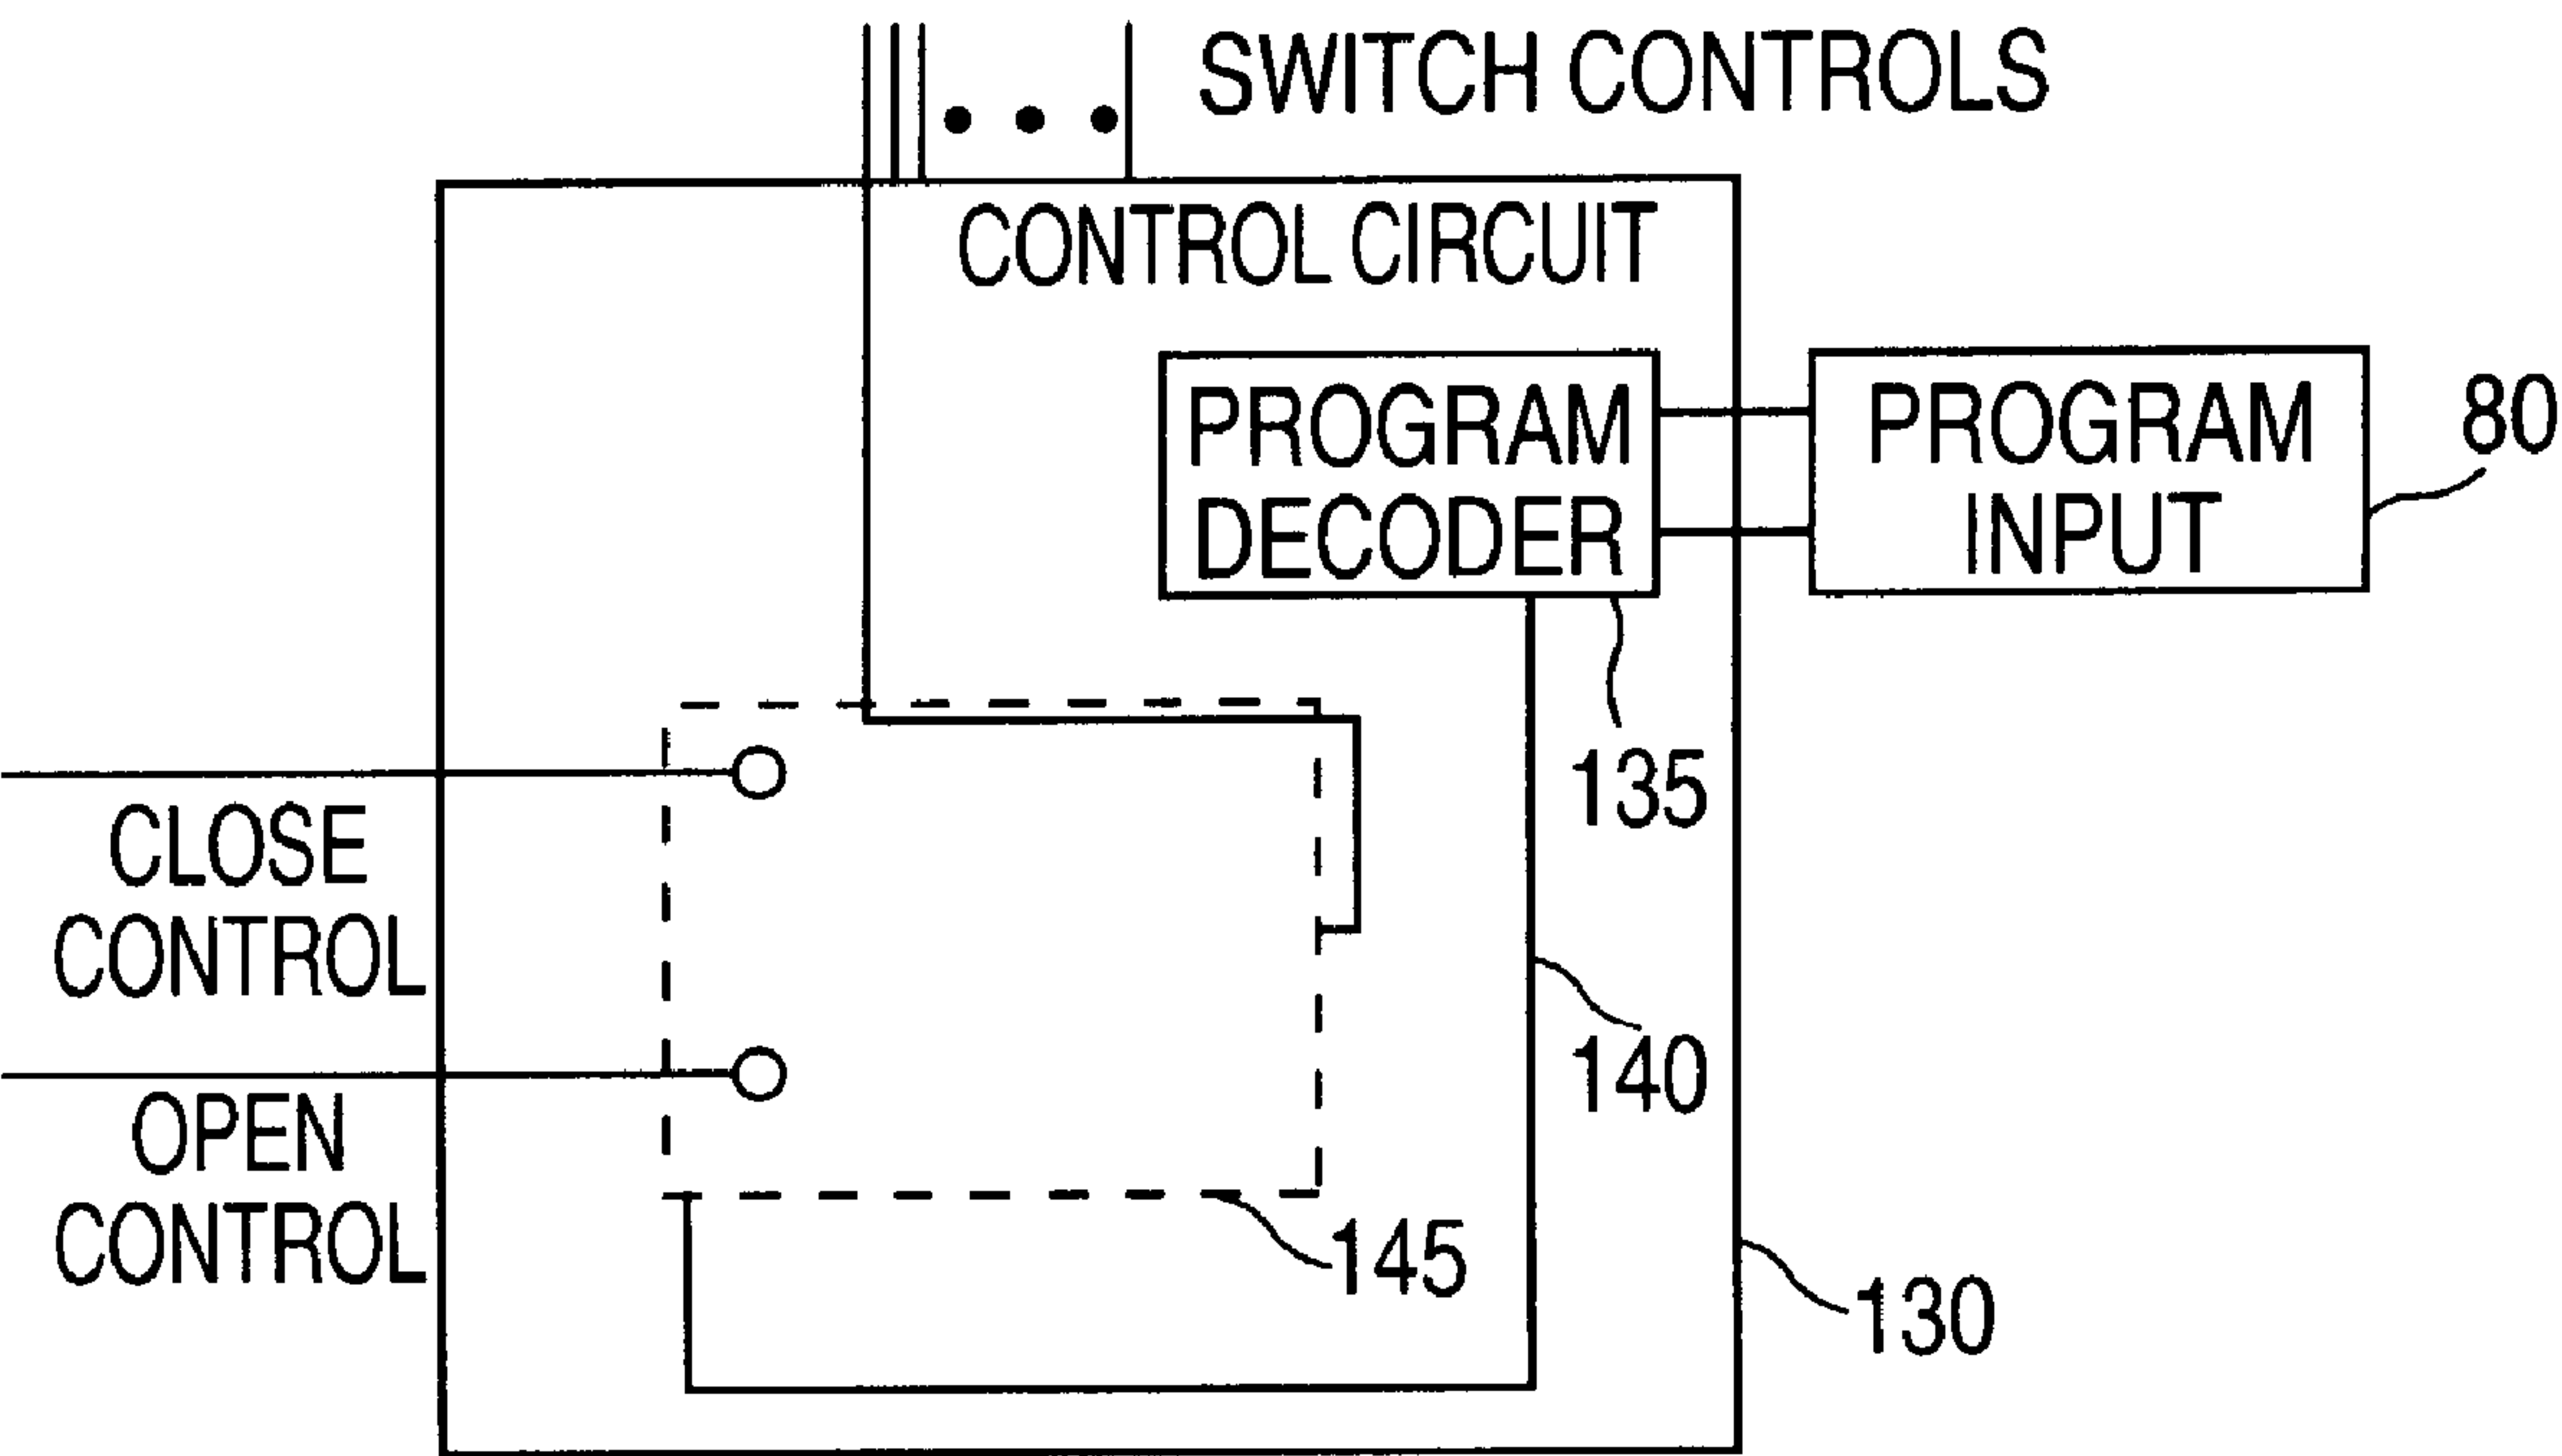 SWITCH CONTROLS
CONTROL CIRCUIT
PROGRAM
DECODER
PROGRAM
INPUT
80
135
CLOSE
CONTROL
140
OPEN
CONTROL
145
130